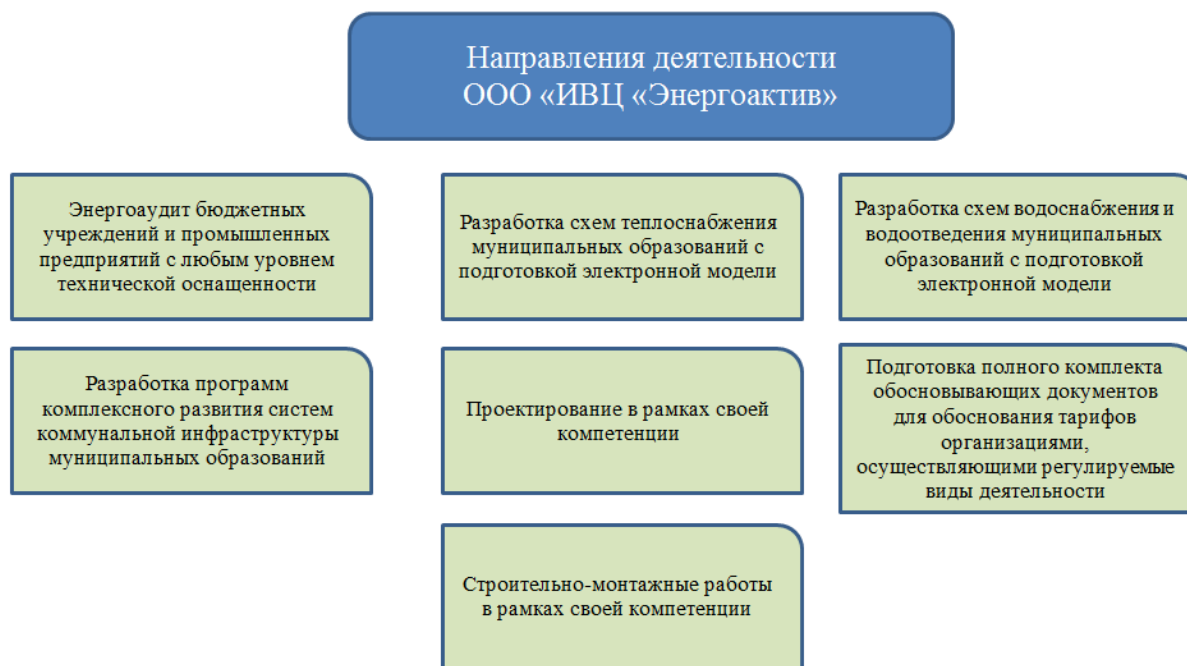 Направления деятельности
ООО «ИВЦ «Энергоактив»
Энергоаудит бюджетных
учреждений и промышленных
предприятий с любым уровнем
технической оснащенности
Разработка схем теплоснабжения
муниципальных образований с
подготовкой электронной модели
Разработка схем водоснабжения и
водоотведения муниципальных
образований с подготовкой
электронной модели
Разработка программ
комплексного развития систем
коммунальной инфраструктуры
муниципальных образований
Проектирование в рамках своей
компетенции
Подготовка полного комплекта
обосновывающих документов
для обоснования тарифов
организациями,
осуществляющими регулируемые
виды деятельности
Строительно-монтажные работы
в рамках своей компетенции